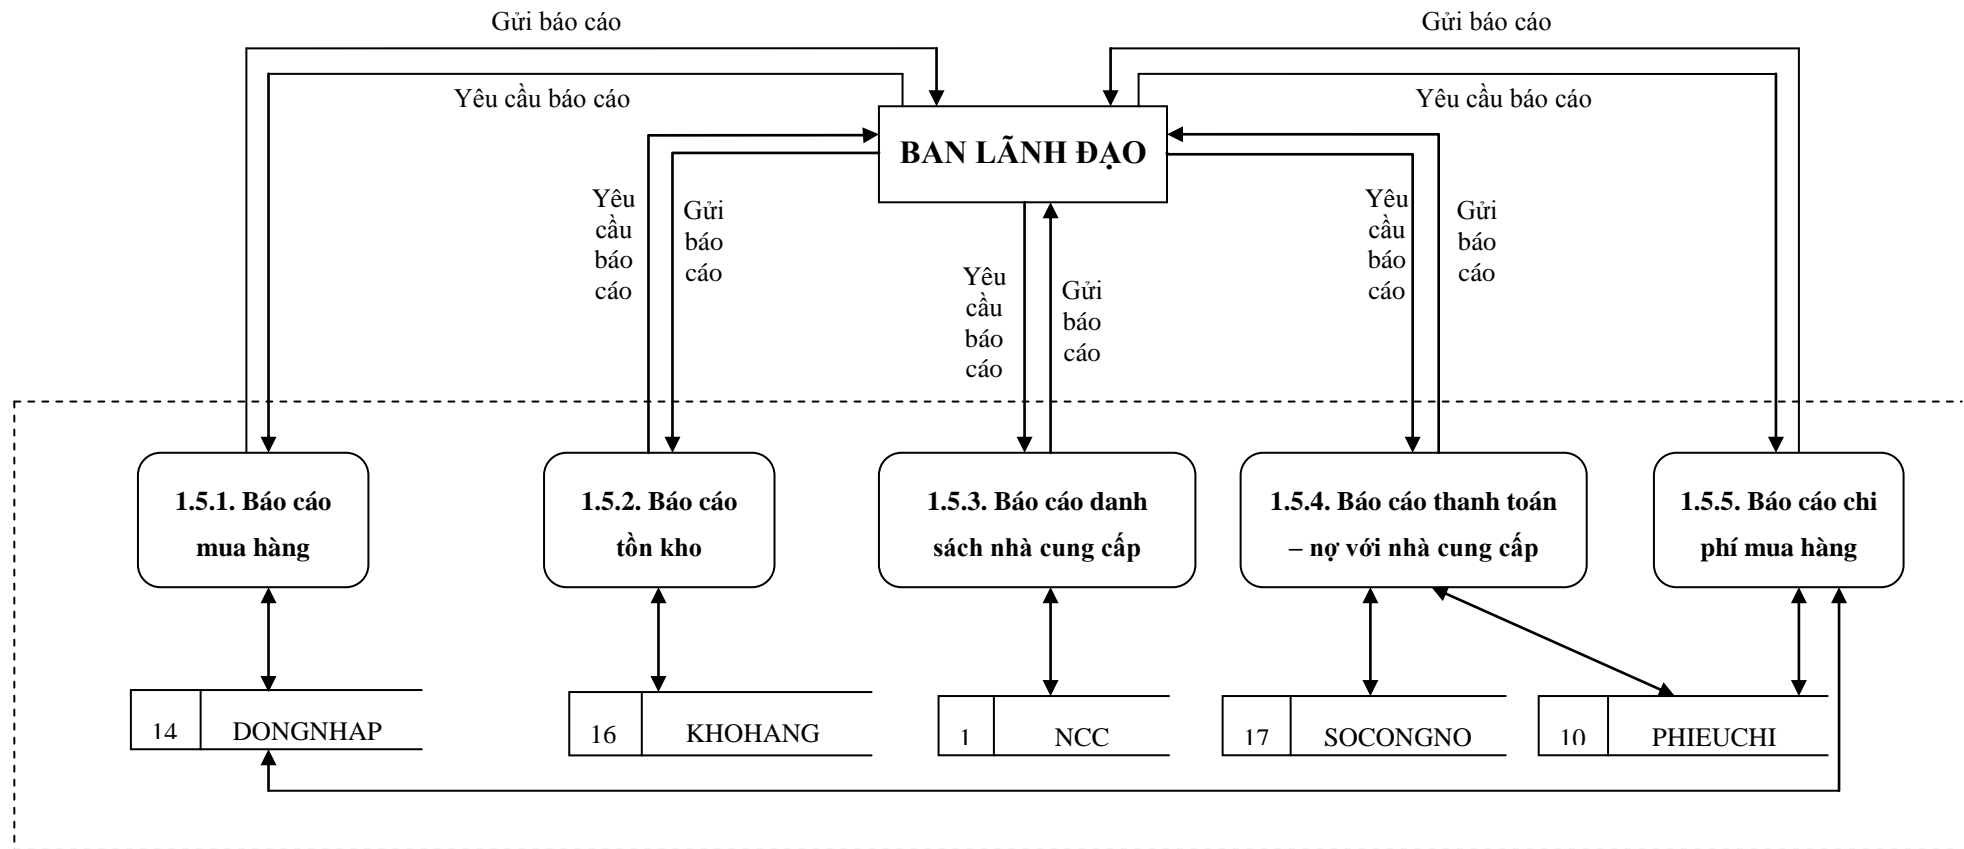 Gửi báo cáo
Gửi báo cáo
Yêu cầu báo cáo
Yêu cầu báo cáo
BAN LÃNH ĐẠO
Yêu
cầu
báo
cáo
Gửi
báo
cáo
Yêu
cầu
báo
cáo
Gửi
báo
cáo
Yêu
cầu
báo
cáo
Gửi
báo
cáo
1.5.1. Báo cáo
mua hàng
1.5.2. Báo cáo
tồn kho
1.5.3. Báo cáo danh
sách nhà cung cấp
1.5.4. Báo cáo thanh toán
– nợ với nhà cung cấp
1.5.5. Báo cáo chi
phí mua hàng
14 DONGNHAP
16 KHOHANG
1 NCC
17 SOCONGNO
10 PHIEUCHI